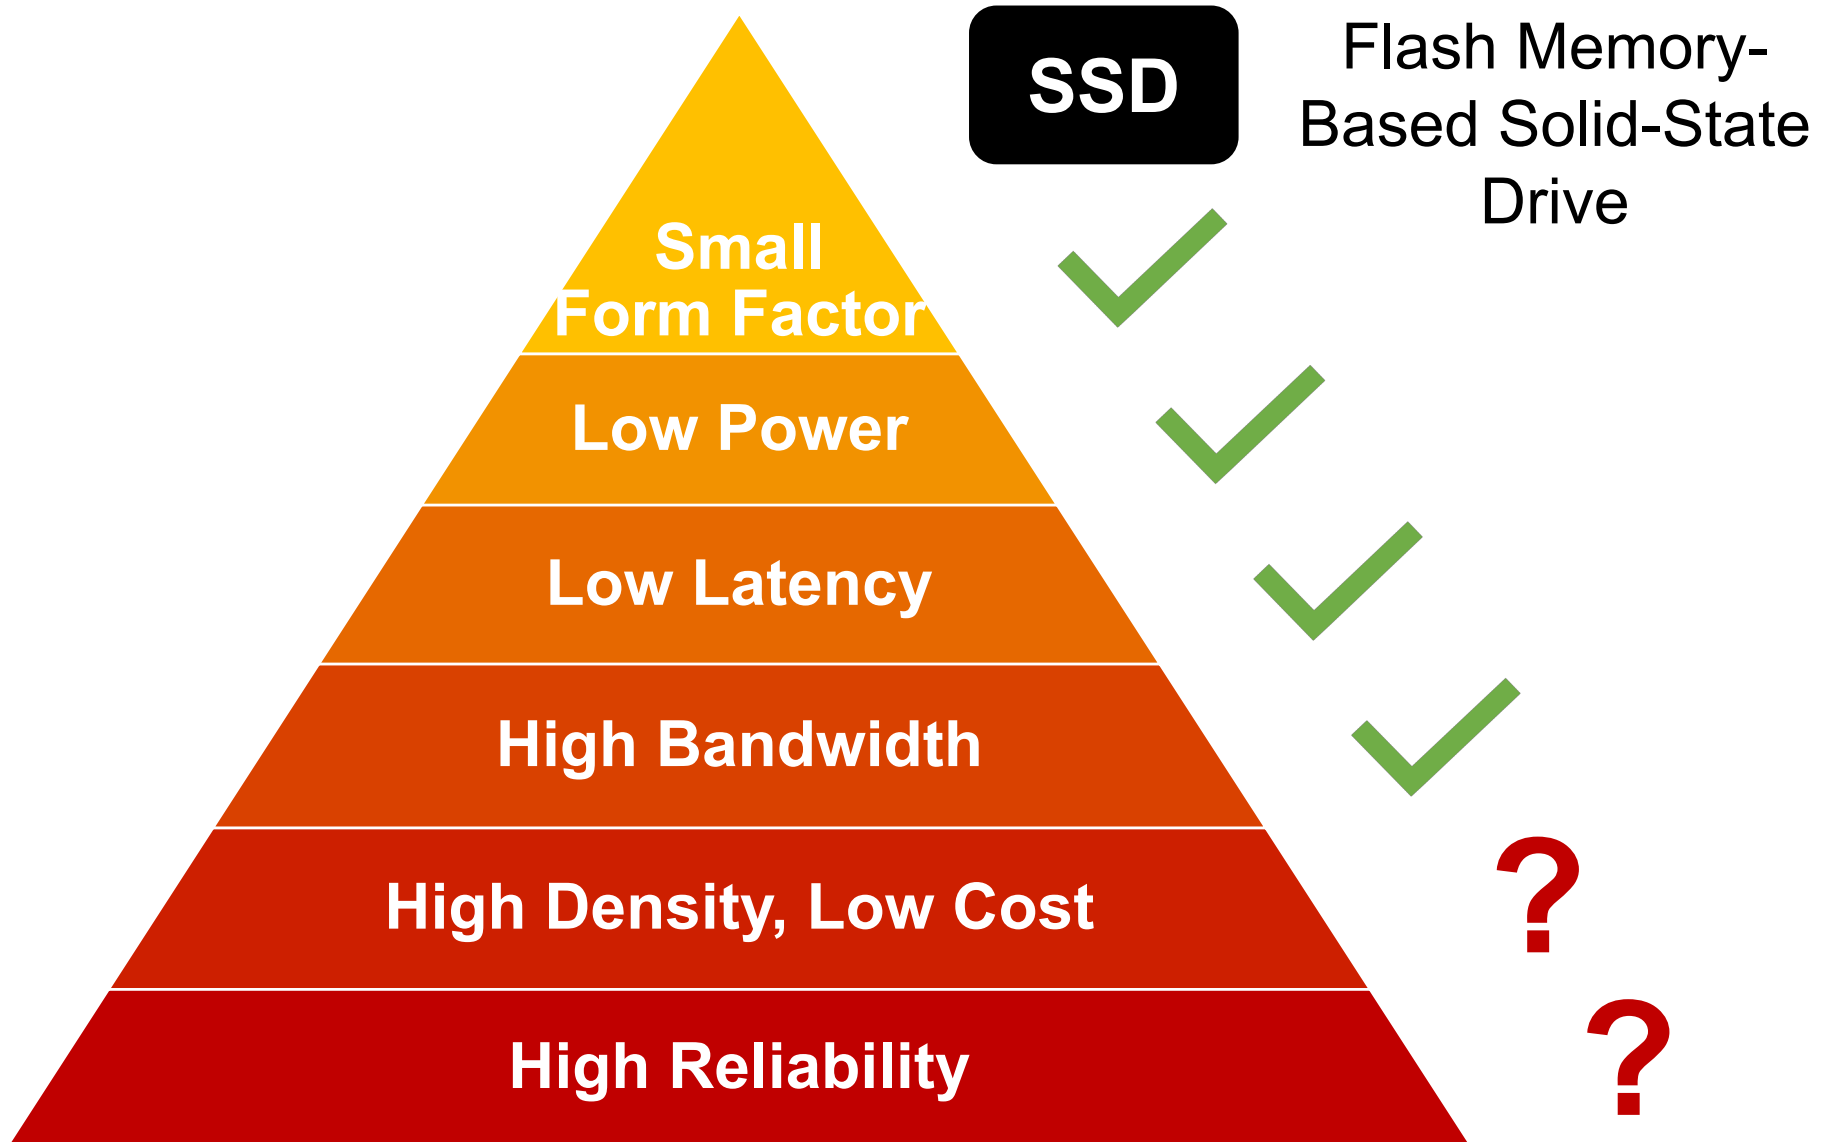 SSD
Flash Memory-
Based Solid-State
Drive
Small
Form Factor
Low Power
Low Latency
High Bandwidth
High Density, Low Cost
?
High Reliability
?